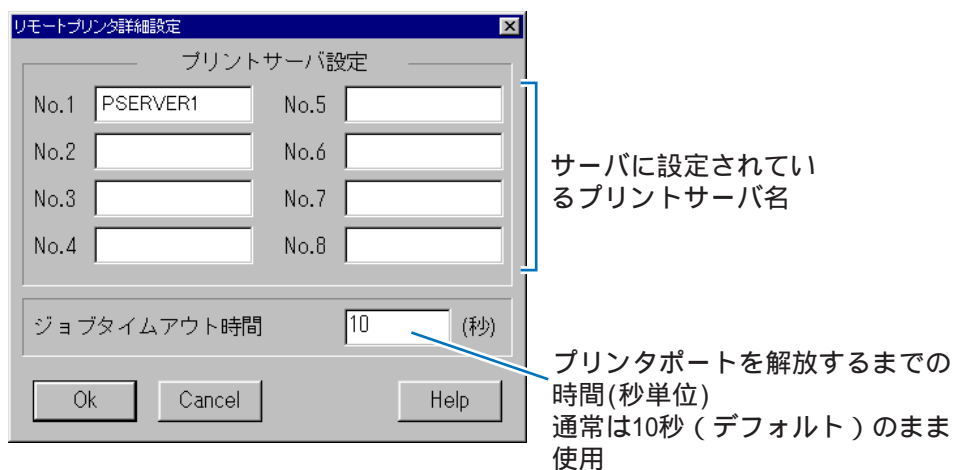 リモートプリンタ詳細設定
プリントサーバ設定
No.1 PSERVER1 No.5
No.2 No.6
No.3 No.7
No.4 No.8
サーバに設定されてい
るプリントサーバ名
ジョブタイムアウト時間 10 (秒)
プリンタポートを解放するまでの
時間(秒単位)
通常は10秒(デフォルト)のまま
使用
Ok Cancel Help